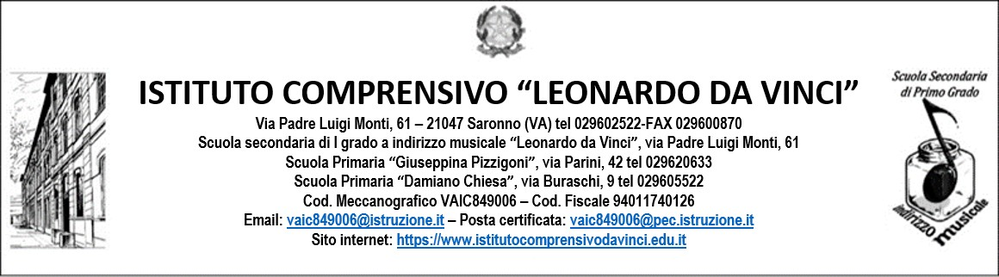 ISTITUTO COMPRENSIVO “LEONARDO DA VINCI”
Via Padre Luigi Monti, 61 – 21047 Saronno (VA) tel 029602522-FAX 029600870
Scuola secondaria di I grado a indirizzo musicale “Leonardo da Vinci”, via Padre Luigi Monti, 61
Scuola Primaria “Giuseppina Pizzigoni”, via Parini, 42 tel 029620633
Scuola Primaria “Damiano Chiesa”, via Buraschi, 9 tel 029605522
Cod. Meccanografico VAIC849006 – Cod. Fiscale 94011740126
Email: vaic849006@istruzione.it – Posta certificata: vaic849006@pec.istruzione.it
Sito internet: https://www.istitutocomprensivodavinci.edu.it
Scuola Secondaria
di Primo Grado
indirizzo
musicale